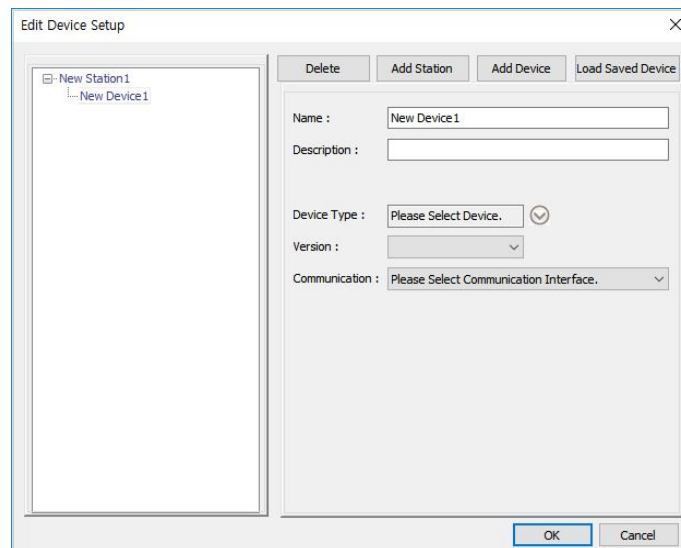 Edit Device Setup
New Station1
New Device1
Delete
Add Station
Add Device
Load Saved Device
Name :
New Device1
Description :
Device Type :
Please Select Device.
Version :
Communication :
Please Select Communication Interface.
OK
Cancel